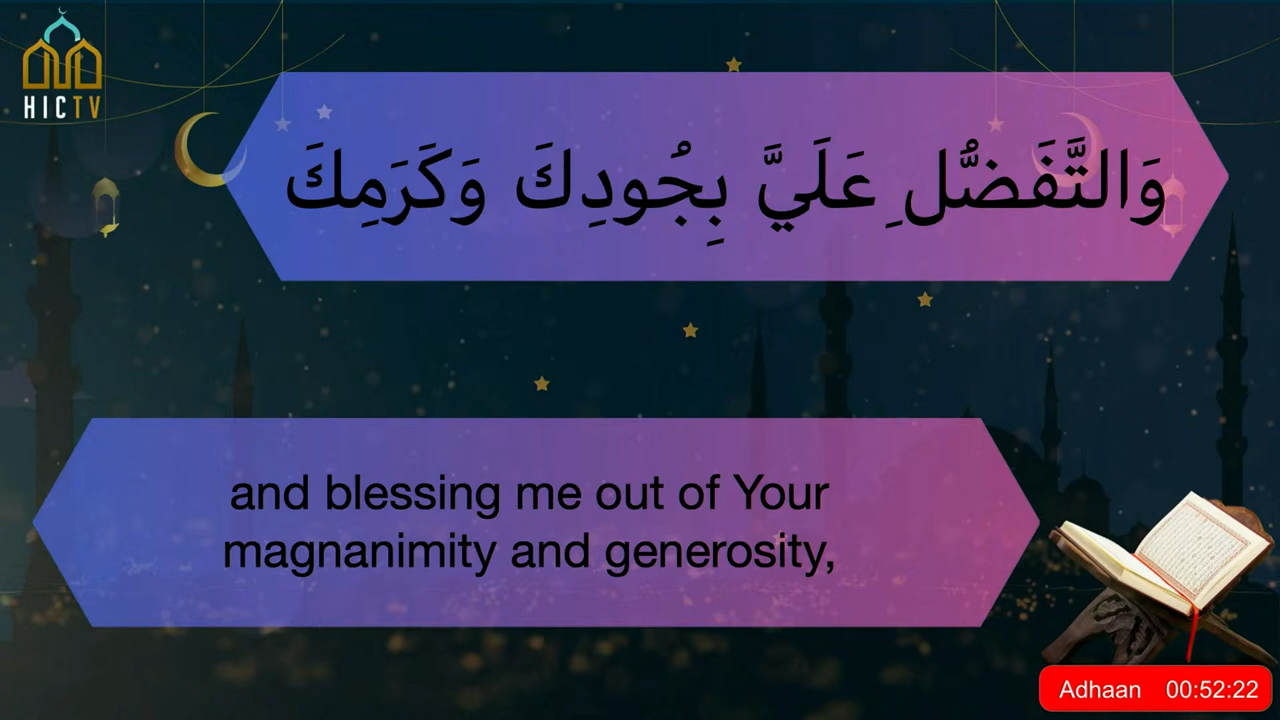 HICTV
وَالتَّفَضُّلِ عَلَيَّ بِجُودِكَ وَكَرَمِكَ
and blessing me out of Your
magnanimity and generosity,
Adhaan 00:52:22